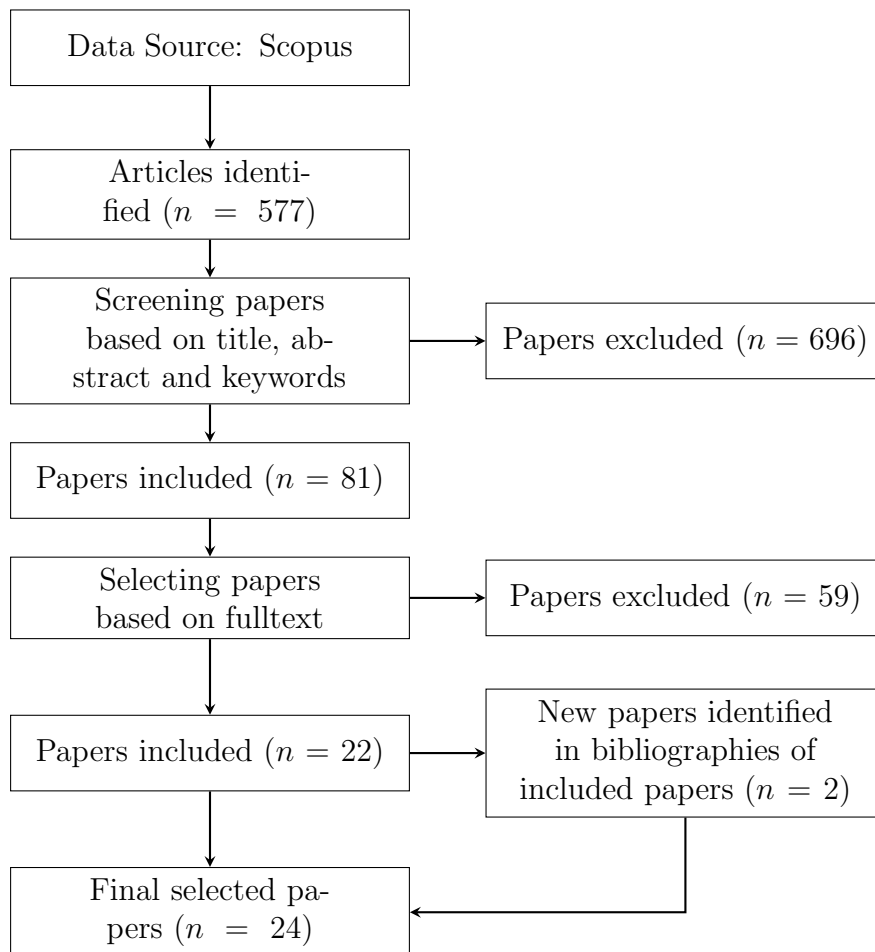 Data Source: Scopus
Articles identi-
fied (n = 577)
Screening papers
based on title, ab-
stract and keywords
Papers excluded (n = 696)
Papers included (n = 81)
Selecting papers
based on fulltext
Papers excluded (n = 59)
Papers included (n = 22)
New papers identified
in bibliographies of
included papers (n = 2)
Final selected pa-
pers (n = 24)